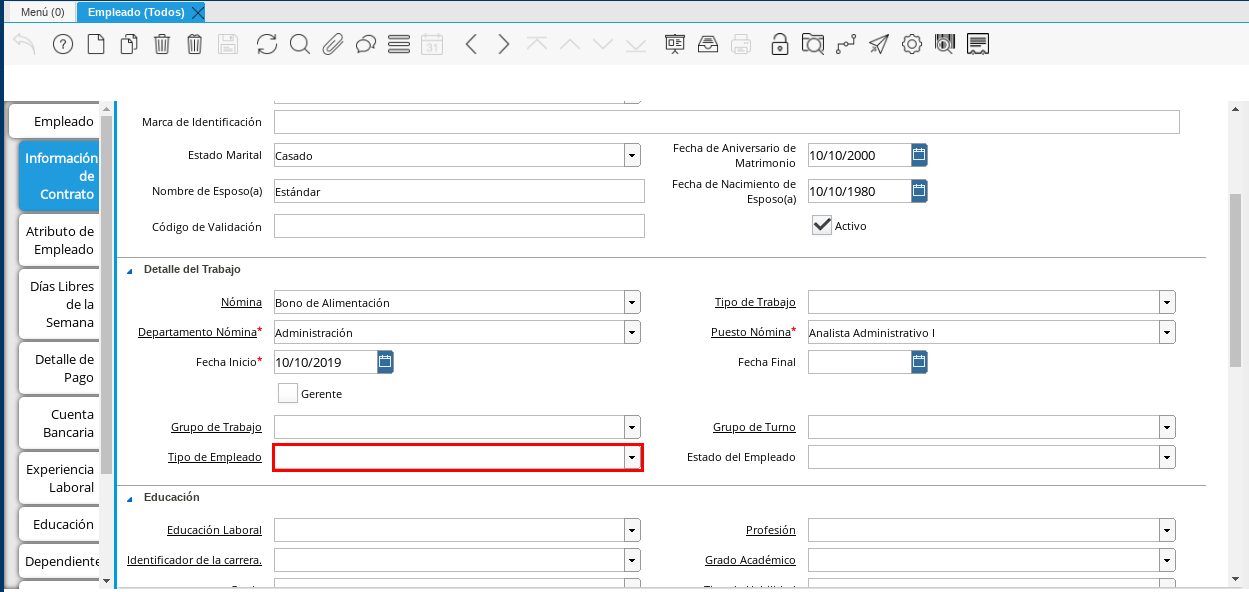 Menú (0)
Empleado (Todos)
31
Empleado
Información
de
Contrato
Atributo de
Empleado
Días Libres
de la
Semana
Detalle de
Pago
Cuenta
Bancaria
Experiencia
Laboral
Educación
Dependiente
Marca de Identificación
Estado Marital Casado
Fecha de Aniversario de
Matrimonio 10/10/2000
Nombre de Esposo(a) Estándar
Fecha de Nacimiento de
Esposo(a) 10/10/1980
Código de Validación
Activo
Detalle del Trabajo
Nómina Bono de Alimentación Tipo de Trabajo
Departamento Nómina* Administración Puesto Nómina* Analista Administrativo I
Fecha Inicio* 10/10/2019 Fecha Final
Gerente
Grupo de Trabajo Grupo de Turno
Tipo de Empleado Estado del Empleado
Educación
Educación Laboral Profesión
Identificador de la carrera. Grado Académico